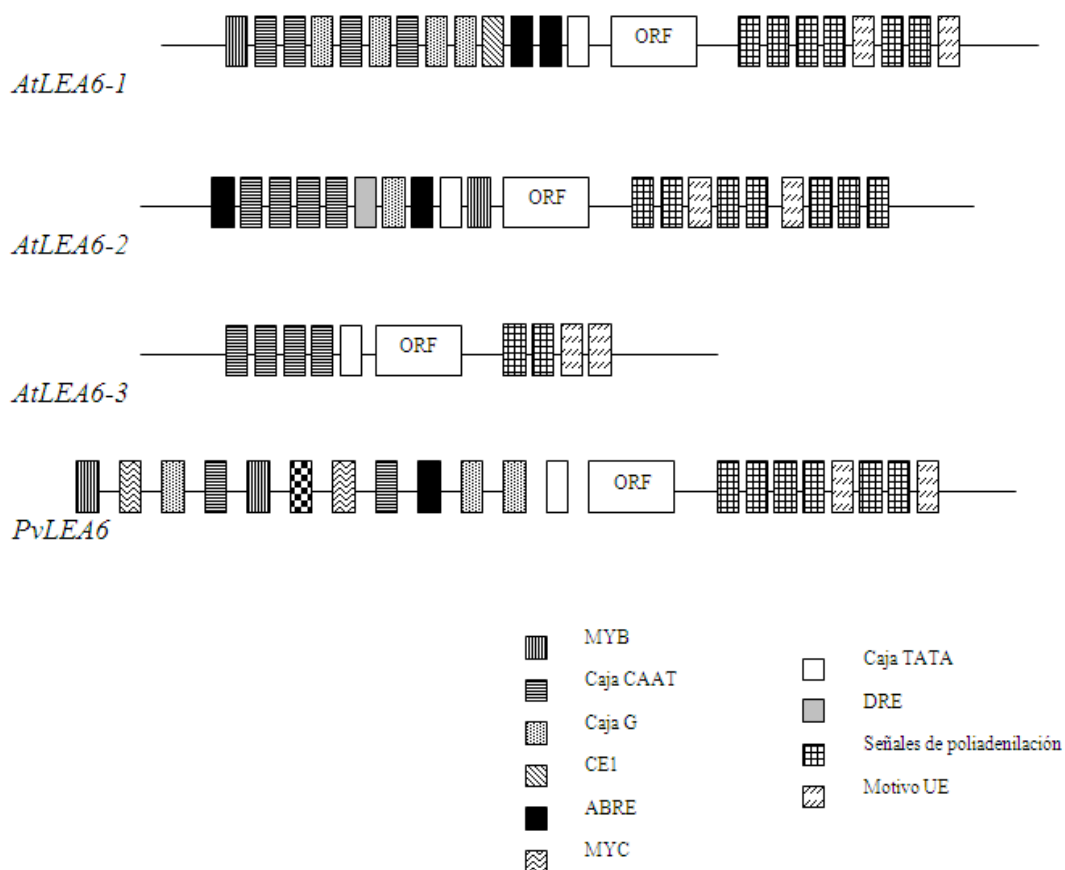 ORF
AtLEA6-1
ORF
AtLEA6-2
ORF
AtLEA6-3
ORF
PvLEA6
MYB
Caja CAAT
Caja G
CE1
ABRE
MYC
Caja TATA
DRE
Señales de poliadenilación
Motivo UE